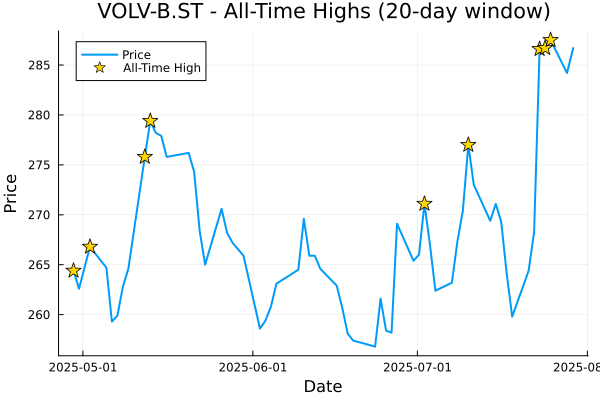 VOLV-B.ST - All-Time Highs (20-day window)
Price
All-Time High
285
280
275
270
265
260
Price
2025-05-01
2025-06-01
2025-07-01
2025-08
Date